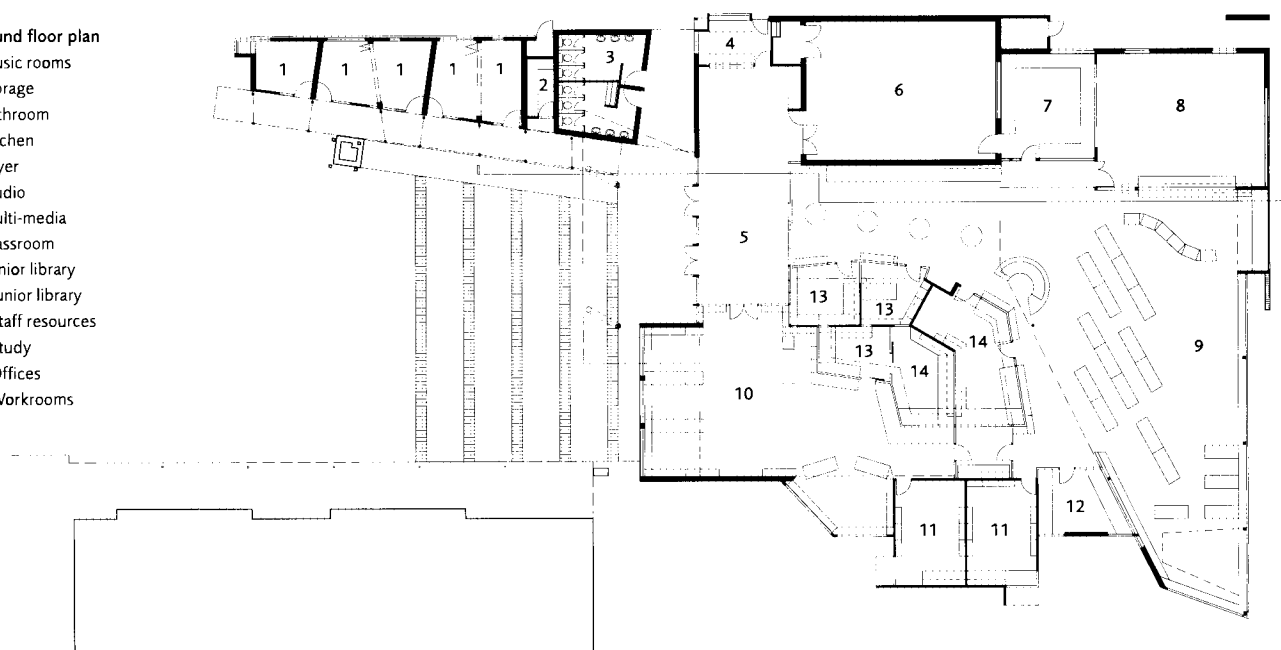 und floor plan
usic rooms
orage
throom
tchen
yer
udio
ulti-media
assroom
nior library
unior library
taff resources
tudy
Offices
Workrooms
1 1 1 1 1 2 3 4 6 7 8
5
13 13
13 14 14 9
10
11 11 12